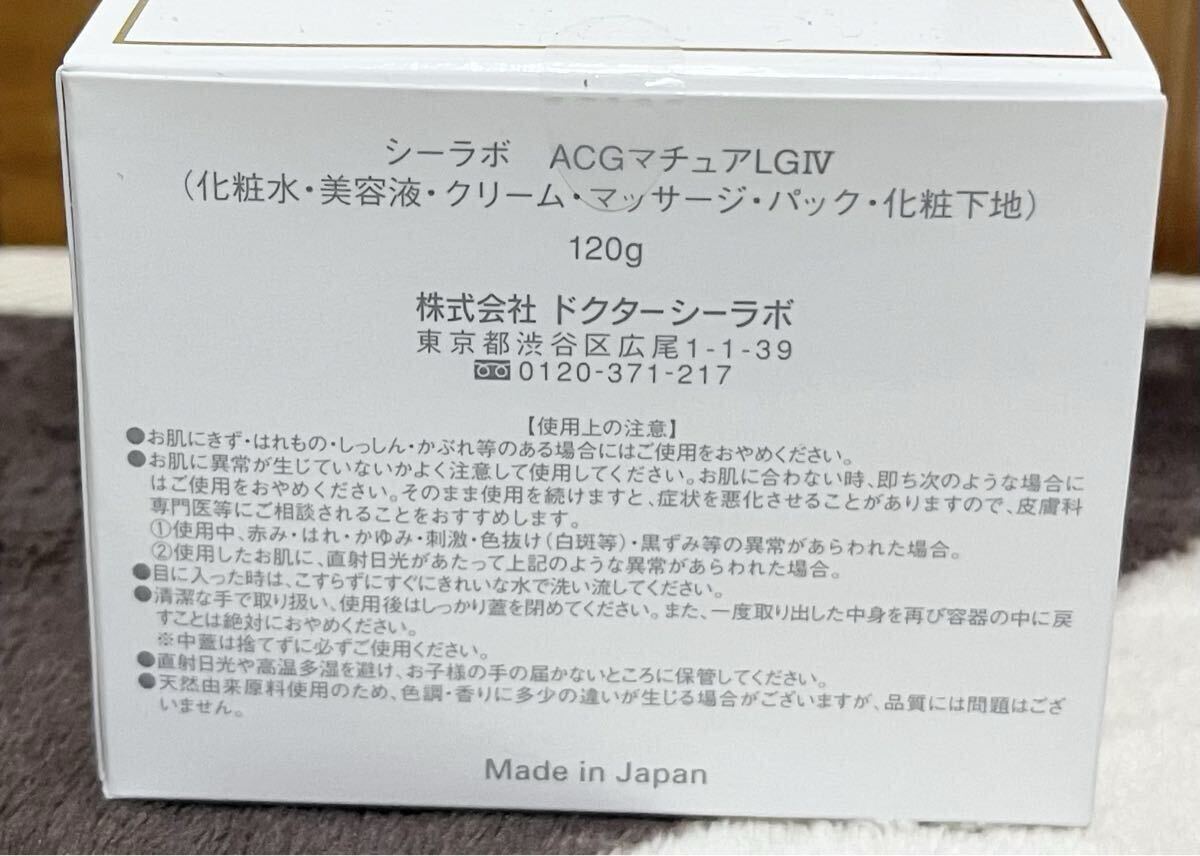 シーラボ　ACGマチュアLGⅣ
（化粧水・美容液・クリーム・マッサージ・パック・化粧下地）
120g
株式会社 ドクターシーラボ
東京都渋谷区広尾1-1-39
0120-371-217
【使用上の注意】
●お肌にきず・はれもの・しっしん・かぶれ等のある場合にはご使用をおやめください。
●お肌に異常が生じていないかよく注意して使用してください。お肌に合わない時、即ち次のような場合に
はご使用をおやめください。そのまま使用を続けますと、症状を悪化させることがありますので、皮膚科
専門医等にご相談されることをおすすめします。
①使用中、赤み・はれ・かゆみ・刺激・色抜け（白斑等）・黒ずみ等の異常があらわれた場合。
②使用したお肌に、直射日光があたって上記のような異常があらわれた場合。
●目に入った時は、こすらずにすぐにきれいな水で洗い流してください。
●清潔な手で取り扱い、使用後はしっかり蓋を閉めてください。また、一度取り出した中身を再び容器の中に戻
すことは絶対におやめください。
※中蓋は捨てずに必ずご使用ください。
●直射日光や高温多湿を避け、お子様の手の届かないところに保管してください。
●天然由来原料使用のため、色調・香りに多少の違いが生じる場合がございますが、品質には問題はござ
いません。
Made in Japan